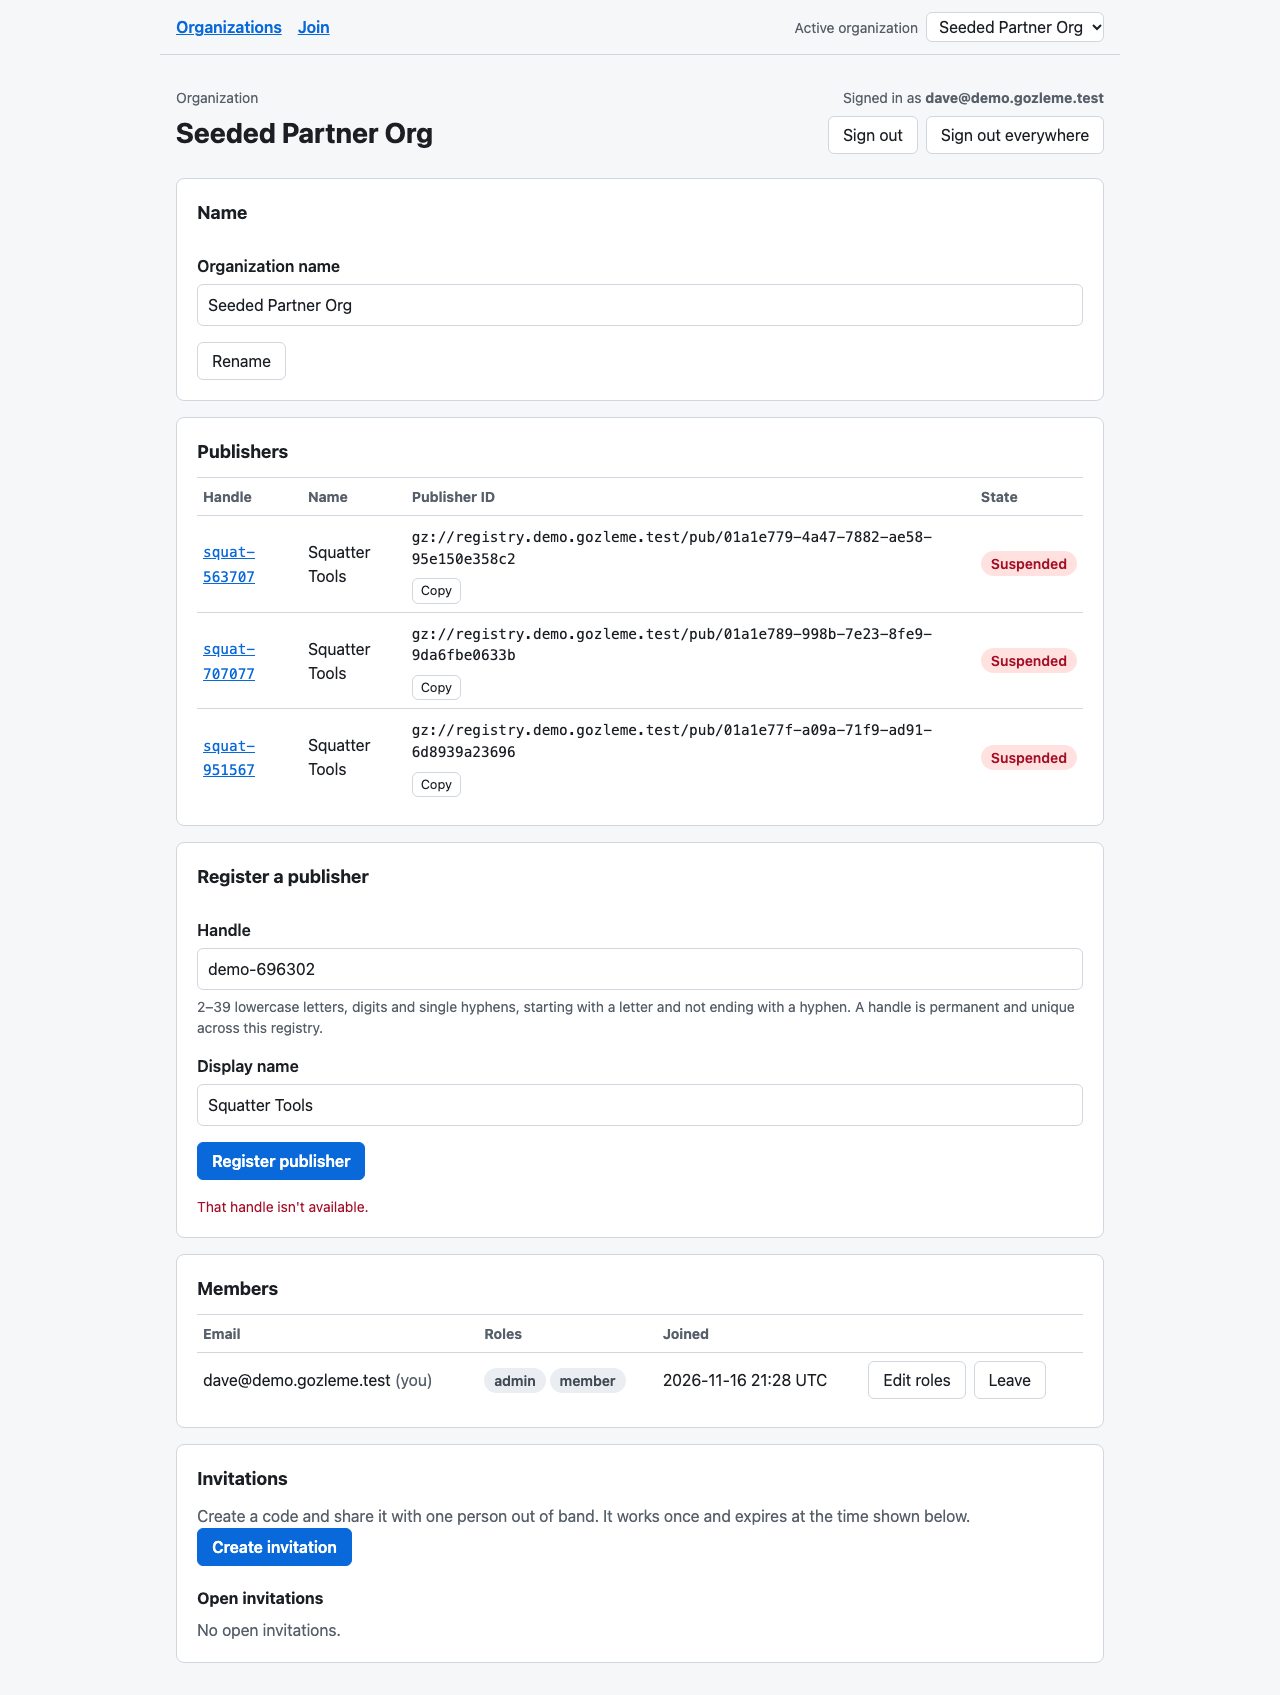 Organizations Join Active organization Seeded Partner Org
Organization Signed in as dave@demo.gozleme.test
Seeded Partner Org Sign out Sign out everywhere
Name
Organization name
Seeded Partner Org
Rename
Publishers
Handle Name Publisher ID State
squat-
563707
Squatter
Tools
gz://registry.demo.gozleme.test/pub/01a1e779-4a47-7882-ae58-
95e150e358c2
Copy
Suspended
squat-
707077
Squatter
Tools
gz://registry.demo.gozleme.test/pub/01a1e789-998b-7e23-8fe9-
9da6fbe0633b
Copy
Suspended
squat-
951567
Squatter
Tools
gz://registry.demo.gozleme.test/pub/01a1e77f-a09a-71f9-ad91-
6d8939a23696
Copy
Suspended
Register a publisher
Handle
demo-696302
2–39 lowercase letters, digits and single hyphens, starting with a letter and not ending with a hyphen. A handle is permanent and unique
across this registry.
Display name
Squatter Tools
Register publisher
That handle isn't available.
Members
Email Roles Joined
dave@demo.gozleme.test (you) admin member 2026-11-16 21:28 UTC Edit roles Leave
Invitations
Create a code and share it with one person out of band. It works once and expires at the time shown below.
Create invitation
Open invitations
No open invitations.